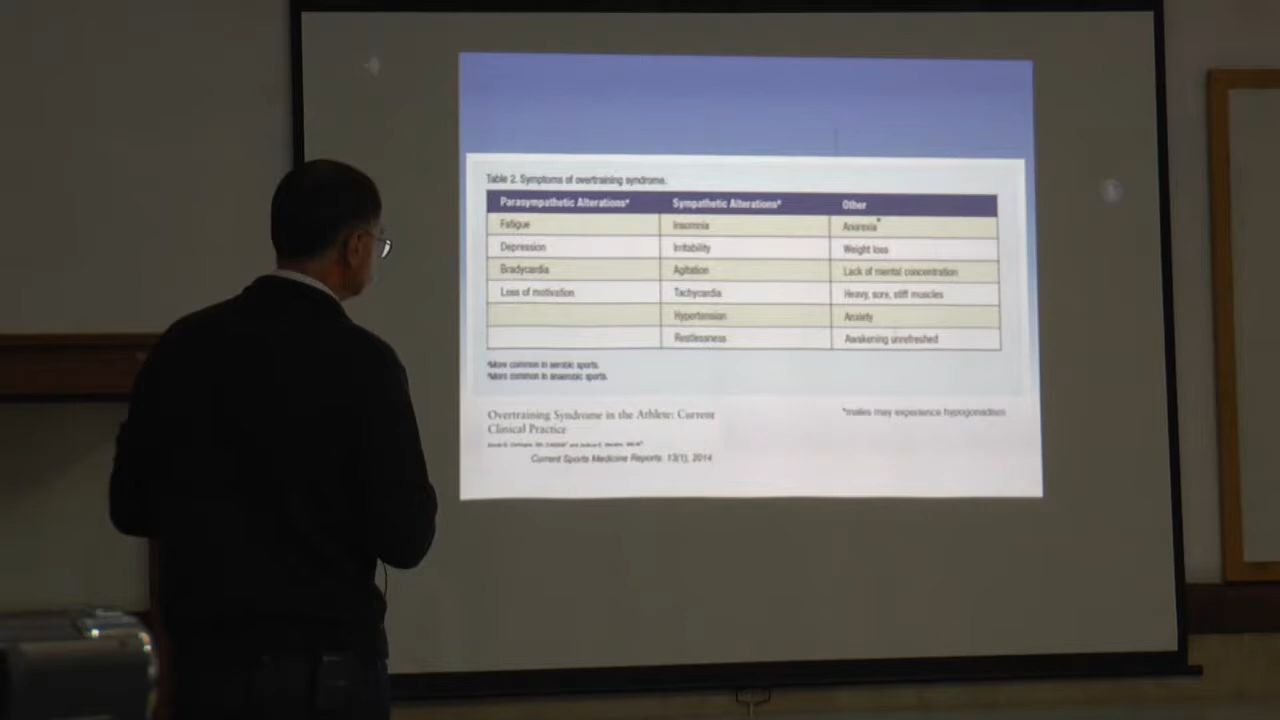 Table 2. Symptoms of overtraining syndrome.
Parasympathetic Alterations* Sympathetic Alterations* Other
Fatigue Insomnia Anorexia*
Depression Irritability Weight loss
Bradycardia Agitation Lack of mental concentration
Loss of motivation Tachycardia Heavy, sore, stiff muscles
Hypertension Anxiety
Restlessness Awakening unrefreshed
*More common in aerobic sports.
*More common in anaerobic sports.
Overtraining Syndrome in the Athlete: Current
Clinical Practice
*males may experience hypogonadism
Current Sports Medicine Reports. 13(1), 2014